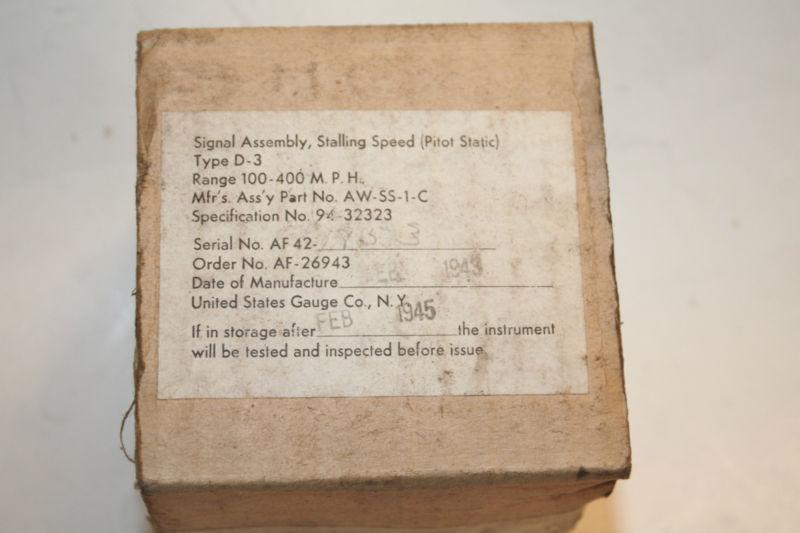 Signal Assembly, Stalling Speed (Pitot Static)
Type D-3
Range 100-400 M. P. H.
Mfr's. Ass'y Part No. AW-SS-1-C
Specification No. 94-32323
Serial No. AF 42-
Order No. AF-26943
Date of Manufacture FEB 1943
United States Gauge Co., N. Y.
If in storage after FEB 1945 the instrument
will be tested and inspected before issue